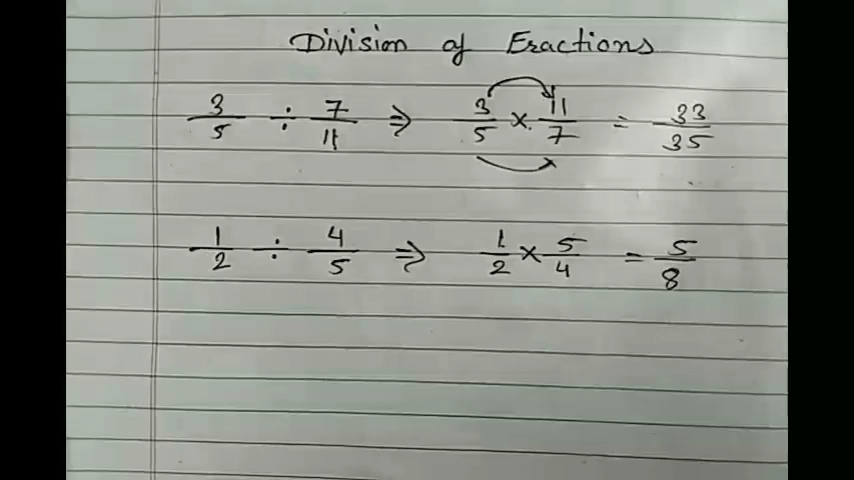 Division of Fractions
3/5 ÷ 7/11 ⇒ 3/5 × 11/7 = 33/35
1/2 ÷ 4/5 ⇒ 1/2 × 5/4 = 5/8